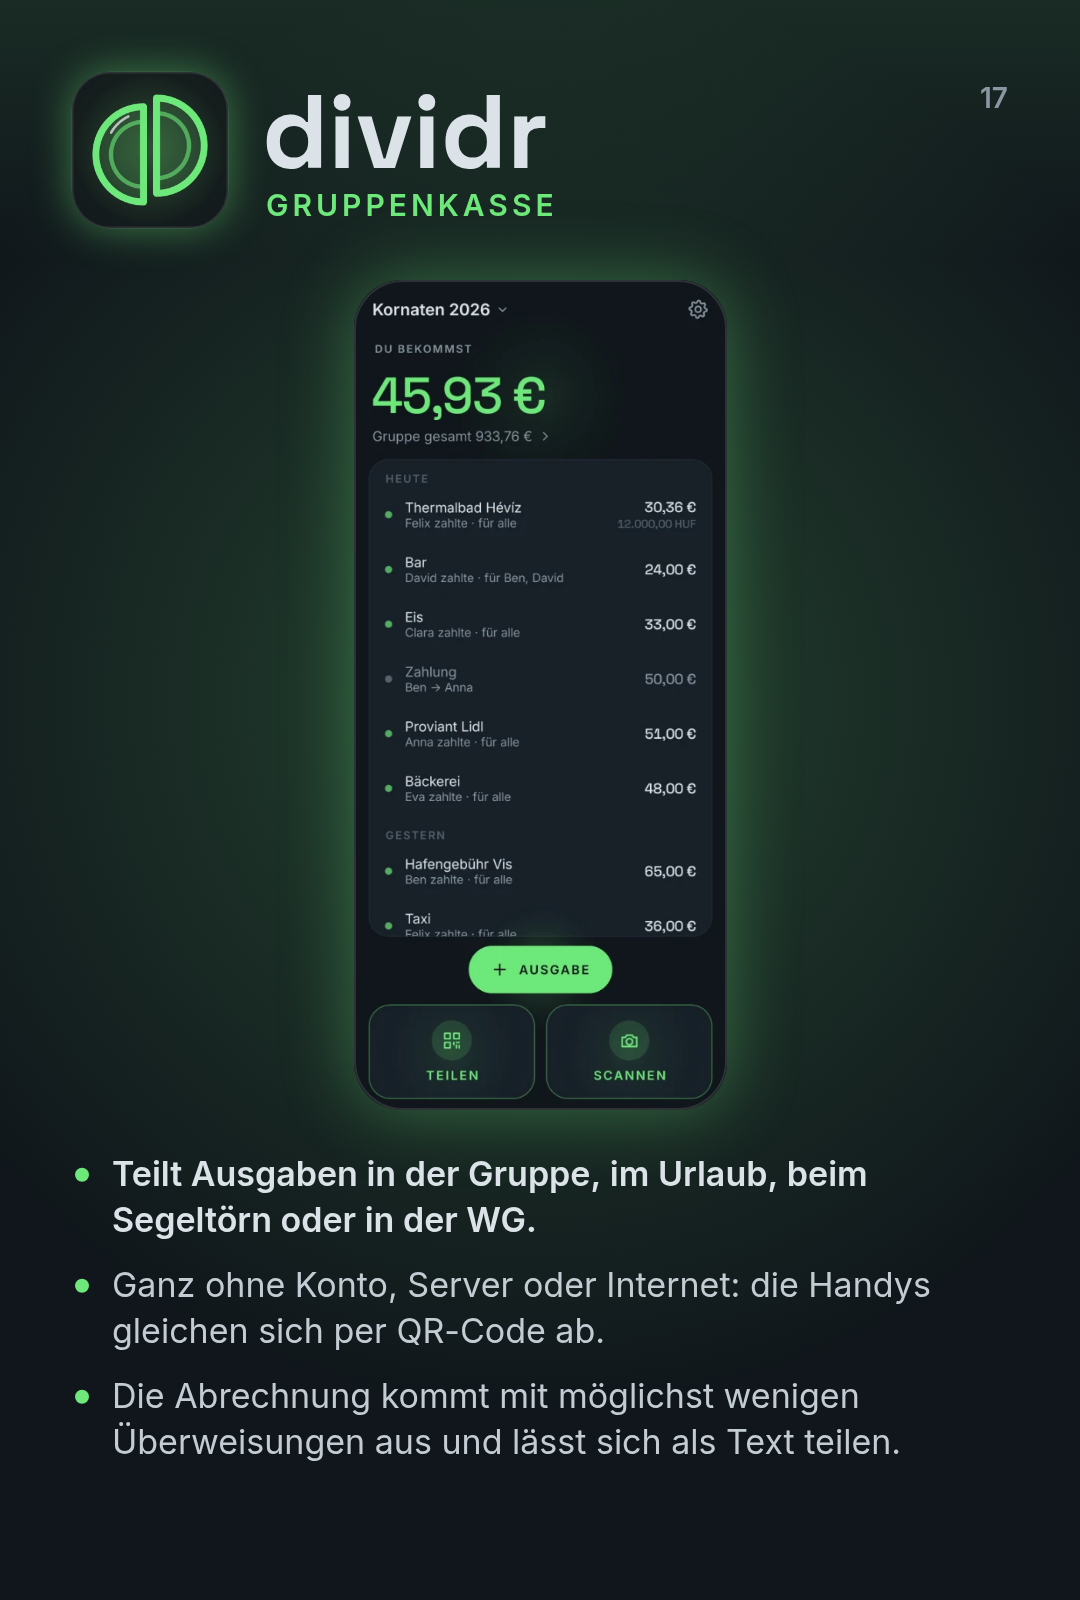 dividr
GRUPPENKASSE
17
Kornaten 2026
DU BEKOMMST
45,93 €
Gruppe gesamt 933,76 €
HEUTE
Thermalbad Hévíz 30,36 €
Felix zahlte · für alle 12.000,00 HUF
Bar 24,00 €
David zahlte · für Ben, David
Eis 33,00 €
Clara zahlte · für alle
Zahlung 50,00 €
Ben → Anna
Proviant Lidl 51,00 €
Anna zahlte · für alle
Bäckerei 48,00 €
Eva zahlte · für alle
GESTERN
Hafengebühr Vis 65,00 €
Ben zahlte · für alle
Taxi 36,00 €
Felix zahlte · für alle
+ AUSGABE
TEILEN SCANNEN
• Teilt Ausgaben in der Gruppe, im Urlaub, beim
Segeltörn oder in der WG.
• Ganz ohne Konto, Server oder Internet: die Handys
gleichen sich per QR-Code ab.
• Die Abrechnung kommt mit möglichst wenigen
Überweisungen aus und lässt sich als Text teilen.